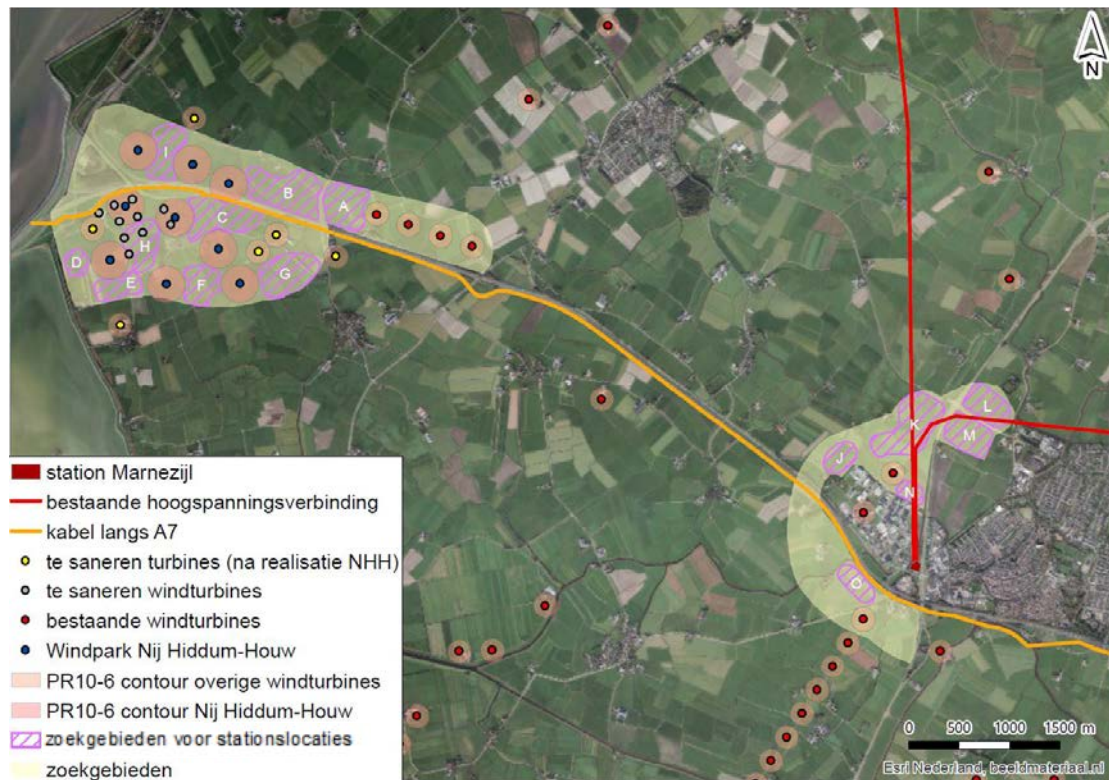 N
I
B
A
C
H
D
E
F
G
L
K
M
J
N
O
station Marnezijl
bestaande hoogspanningsverbinding
kabel langs A7
te saneren turbines (na realisatie NHH)
te saneren windturbines
bestaande windturbines
Windpark Nij Hiddum-Houw
PR10-6 contour overige windturbines
PR10-6 contour Nij Hiddum-Houw
zoekgebieden voor stationslocaties
zoekgebieden
0 500 1000 1500 m
Esri Nederland, beeldmateriaal.nl